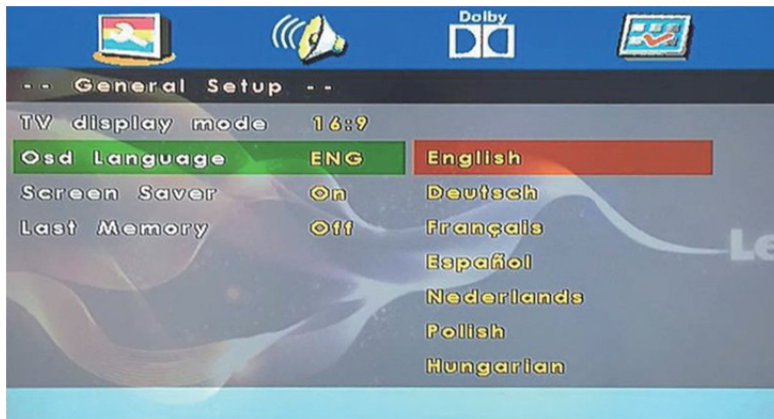 Dolby
-- General Setup --
TV display mode 16:9
Osd Language ENG English
Screen Saver On Deutsch
Last Memory Off Français
Le
Español
Nederlands
Polish
Hungarian